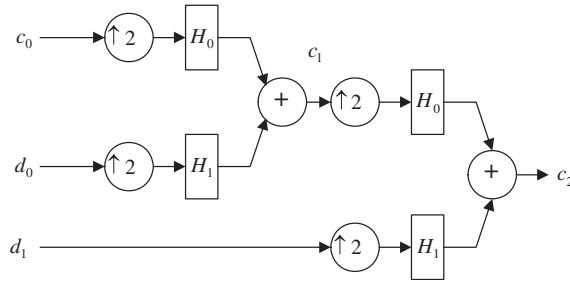 c₀ ↑2 H₀
c₁ ↑2 H₀
+
d₀ ↑2 H₁
+ c₂
d₁ ↑2 H₁